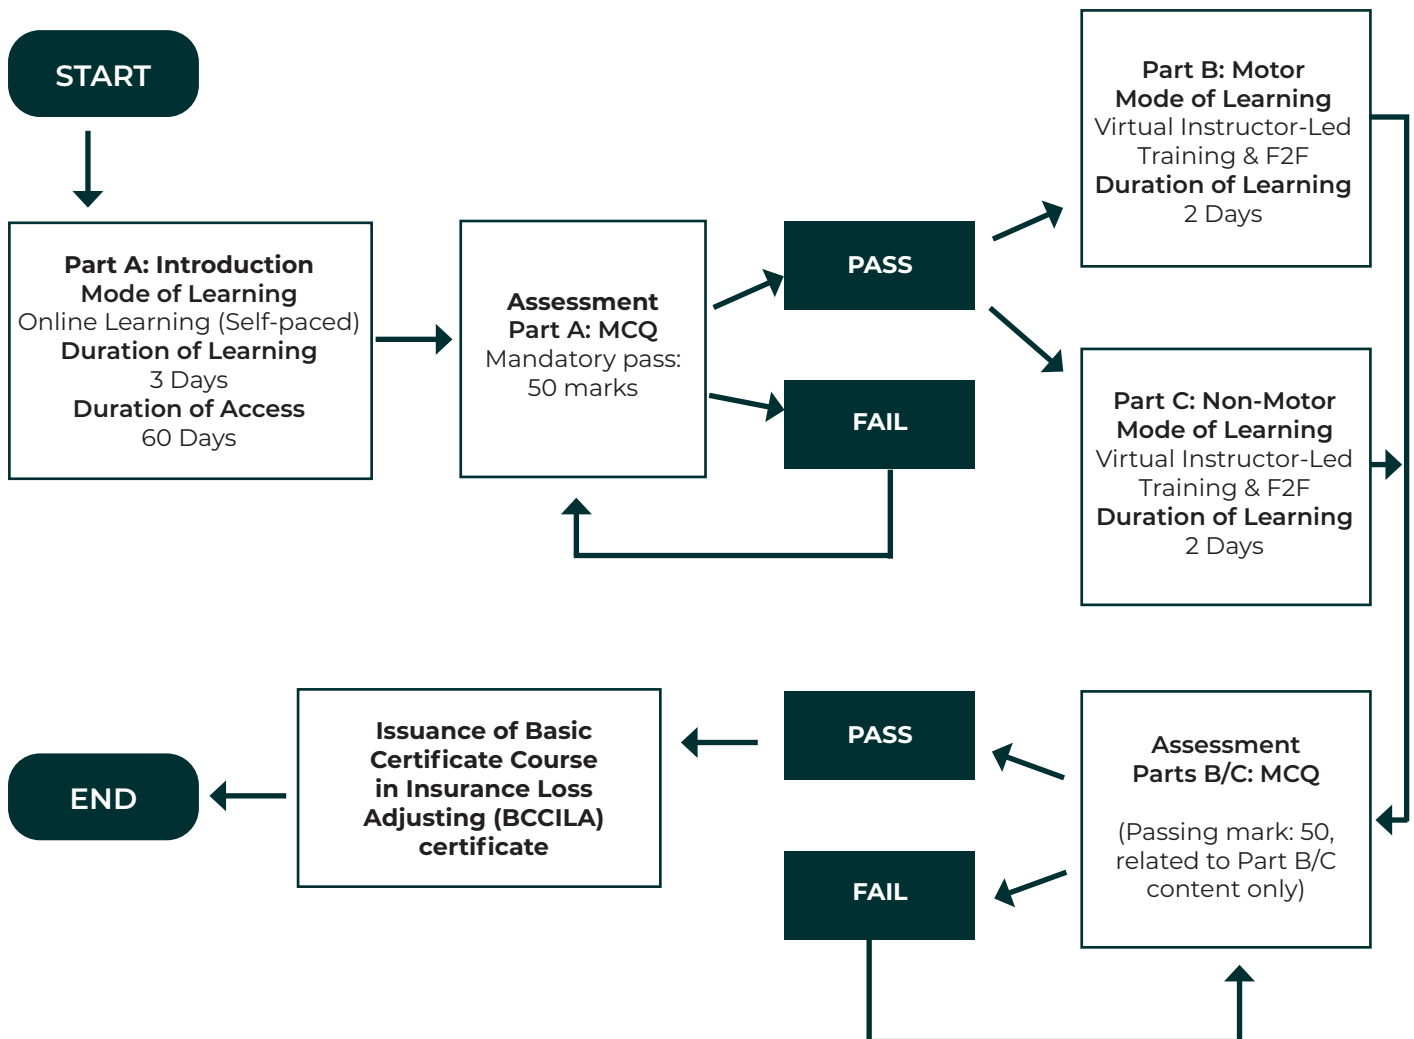 START
Part A: Introduction
Mode of Learning
Online Learning (Self-paced)
Duration of Learning
3 Days
Duration of Access
60 Days
Assessment
Part A: MCQ
Mandatory pass:
50 marks
PASS
FAIL
Part B: Motor
Mode of Learning
Virtual Instructor-Led
Training & F2F
Duration of Learning
2 Days
Part C: Non-Motor
Mode of Learning
Virtual Instructor-Led
Training & F2F
Duration of Learning
2 Days
Assessment
Parts B/C: MCQ
(Passing mark: 50,
related to Part B/C
content only)
PASS
FAIL
Issuance of Basic
Certificate Course
in Insurance Loss
Adjusting (BCCILA)
certificate
END